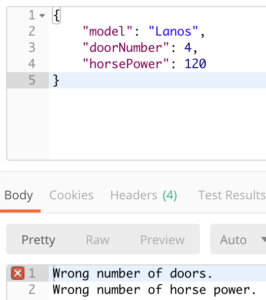 1 {
2 "model": "Lanos",
3 "doorNumber": 4,
4 "horsePower": 120
5 }
Body Cookies Headers (4) Test Results
Pretty Raw Preview Auto
1 Wrong number of doors.
2 Wrong number of horse power.